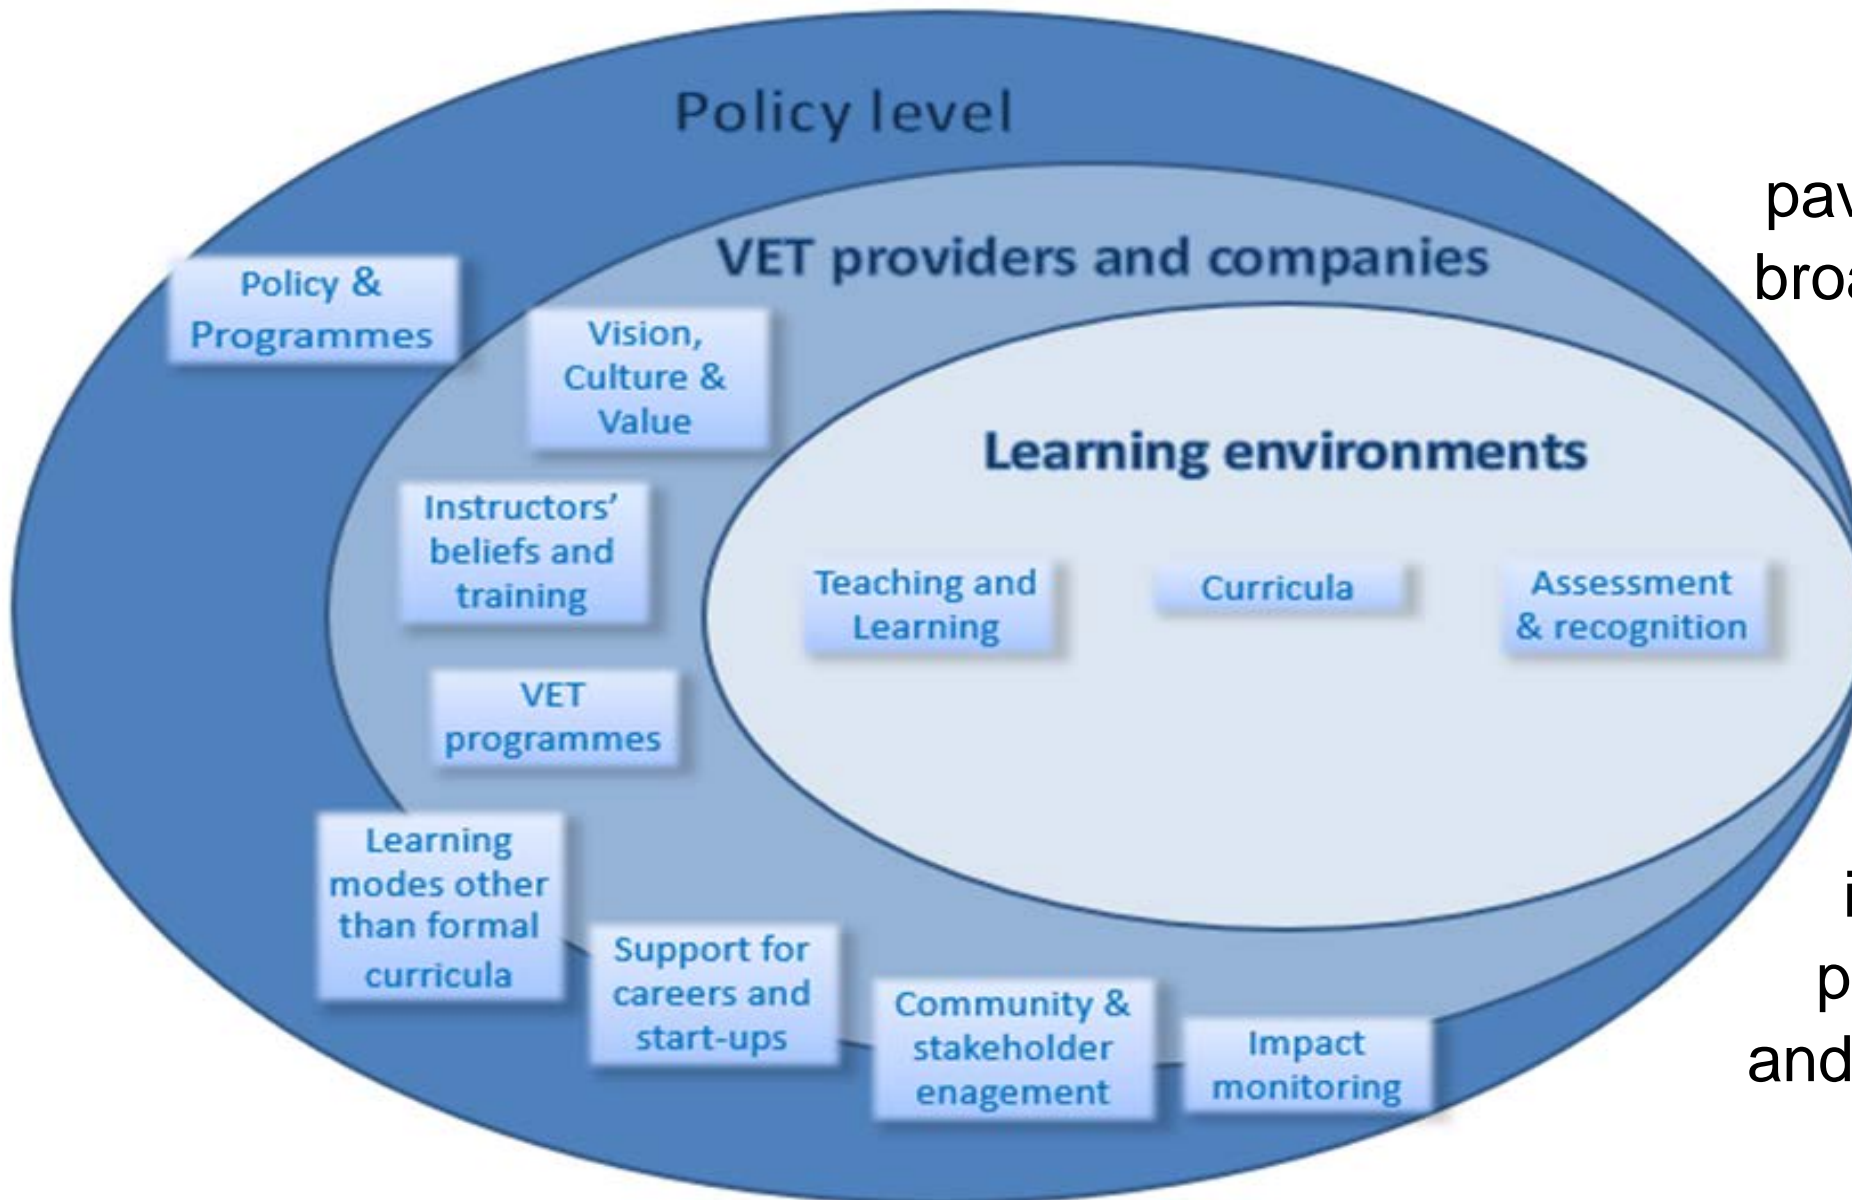 Policy level
VET providers and companies
Policy &
Programmes
Vision,
Culture &
Value
Learning environments
Instructors’
beliefs and
training
Teaching and
Learning
Curricula
Assessment
& recognition
VET
programmes
Learning
modes other
than formal
curricula
Support for
careers and
start-ups
Community &
stakeholder
enagement
Impact
monitoring
and